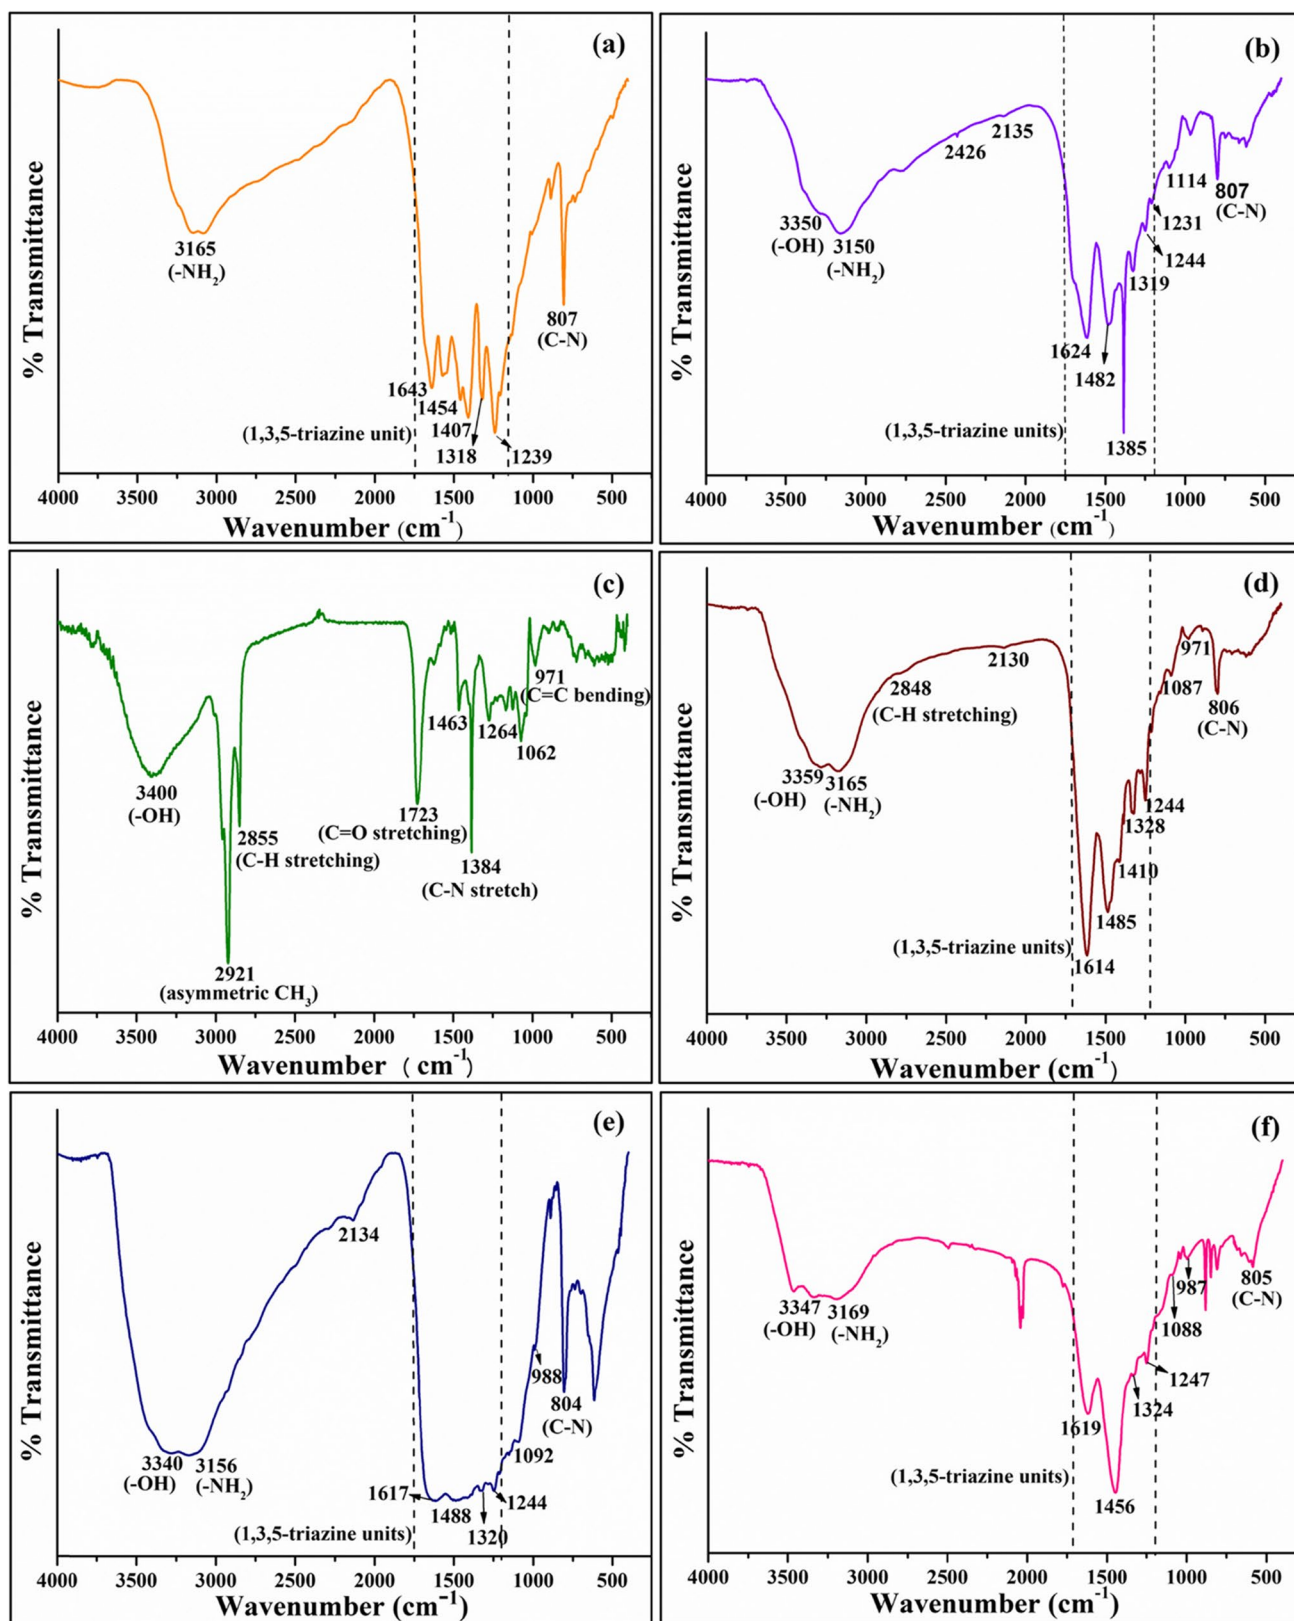 (a)
% Transmittance
3165
(-NH₂)
807
(C-N)
1643
1454
1407
(1,3,5-triazine unit)
1318
1239
4000 3500 3000 2500 2000 1500 1000 500
Wavenumber (cm⁻¹)
(b)
% Transmittance
2135
2426
3350
(-OH)
3150
(-NH₂)
1114
807
(C-N)
1231
1244
1319
1624
1482
(1,3,5-triazine units)
1385
4000 3500 3000 2500 2000 1500 1000 500
Wavenumber (cm⁻¹)
(c)
% Transmittance
971
(C=C bending)
1463
1264
1062
3400
(-OH)
1723
(C=O stretching)
2855
(C-H stretching)
1384
(C-N stretch)
2921
(asymmetric CH₃)
4000 3500 3000 2500 2000 1500 1000 500
Wavenumber ( cm⁻¹)
(d)
% Transmittance
971
2130
2848
(C-H stretching)
1087
806
(C-N)
3359
(-OH)
3165
(-NH₂)
1244
1328
1410
1485
(1,3,5-triazine units)
1614
4000 3500 3000 2500 2000 1500 1000 500
Wavenumber (cm⁻¹)
(e)
% Transmittance
2134
988
804
(C-N)
3340
(-OH)
3156
(-NH₂)
1092
1617
1488
1244
(1,3,5-triazine units)
1320
4000 3500 3000 2500 2000 1500 1000 500
Wavenumber (cm⁻¹)
(f)
% Transmittance
805
(C-N)
987
3347
(-OH)
3169
(-NH₂)
1088
1247
1324
1619
(1,3,5-triazine units)
1456
4000 3500 3000 2500 2000 1500 1000 500
Wavenumber (cm⁻¹)